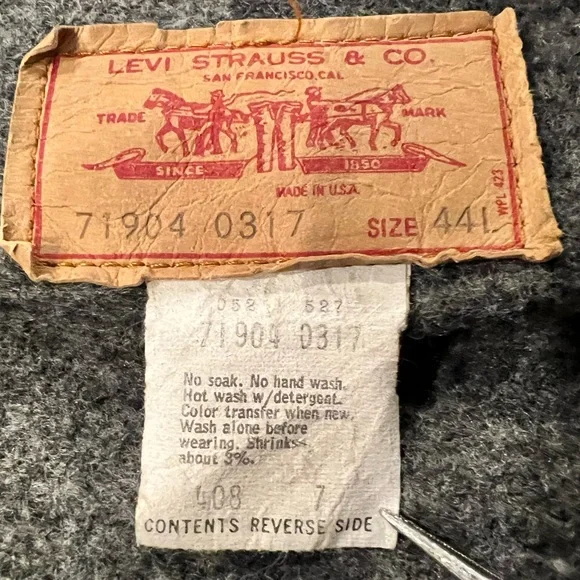 LEVI STRAUSS & CO.
SAN FRANCISCO, CAL
TRADE MARK
SINCE 1850
MADE IN U.S.A.
WPL 423
71904 0317 SIZE 44L
052 527
71904 0317
No soak. No hand wash.
Hot wash w/detergent.
Color transfer when new.
Wash alone before
wearing. Shrinks
about 3%.
408 7
CONTENTS REVERSE SIDE